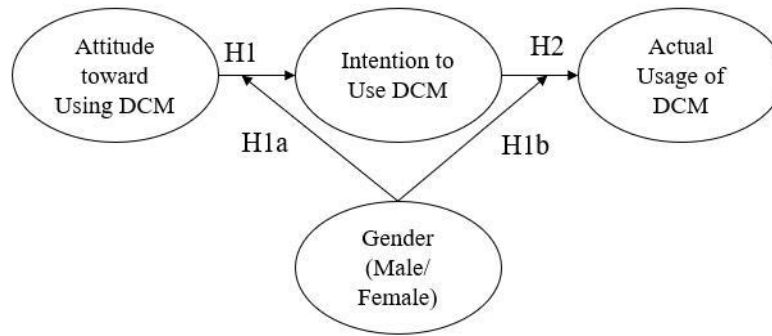 Attitude
toward
Using DCM
H1
Intention to
Use DCM
H2
Actual
Usage of
DCM
H1a
H1b
Gender
(Male/
Female)